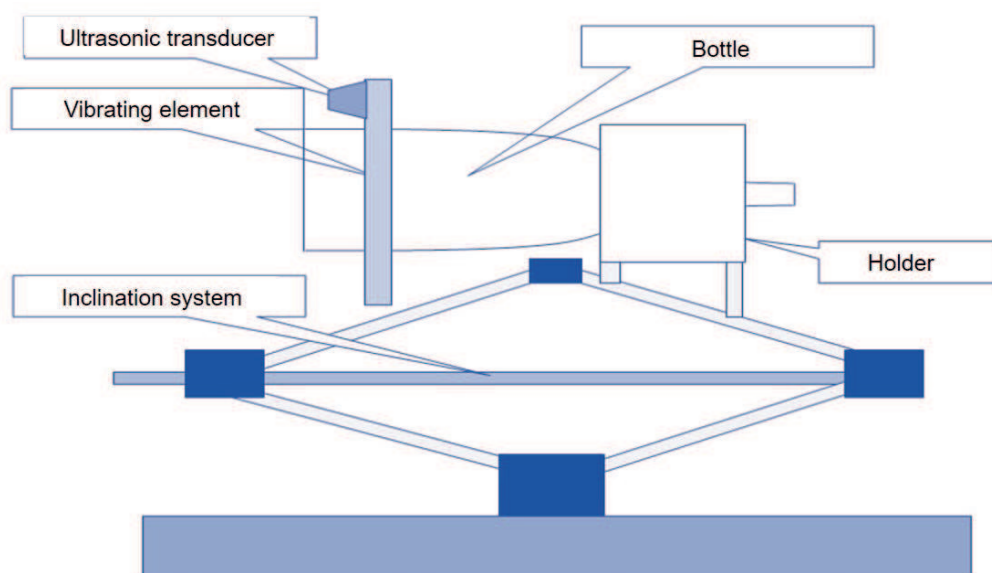 Ultrasonic transducer
Bottle
Vibrating element
Holder
Inclination system